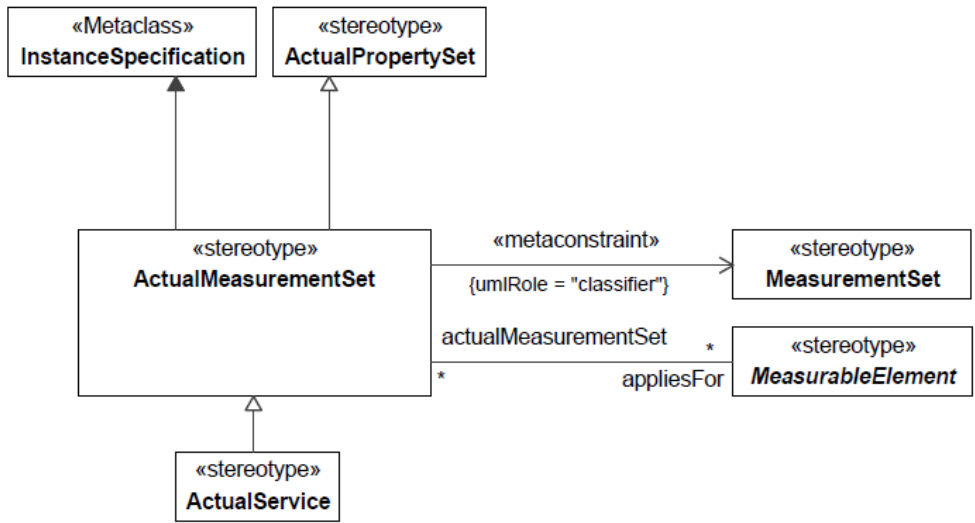 «Metaclass»
InstanceSpecification
«stereotype»
ActualPropertySet
«stereotype»
ActualMeasurementSet
«metaconstraint»
{umlRole = "classifier"}
«stereotype»
MeasurementSet
actualMeasurementSet
*
*
appliesFor
«stereotype»
MeasurableElement
«stereotype»
ActualService